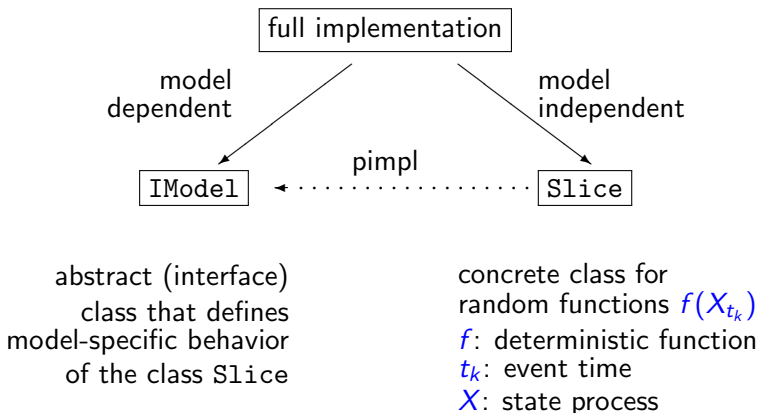 full implementation
model
dependent
model
independent
pimpl
IModel
Slice
abstract (interface)
class that defines
model-specific behavior
of the class Slice
concrete class for
random functions f(X_{t_k})
f: deterministic function
t_k: event time
X: state process